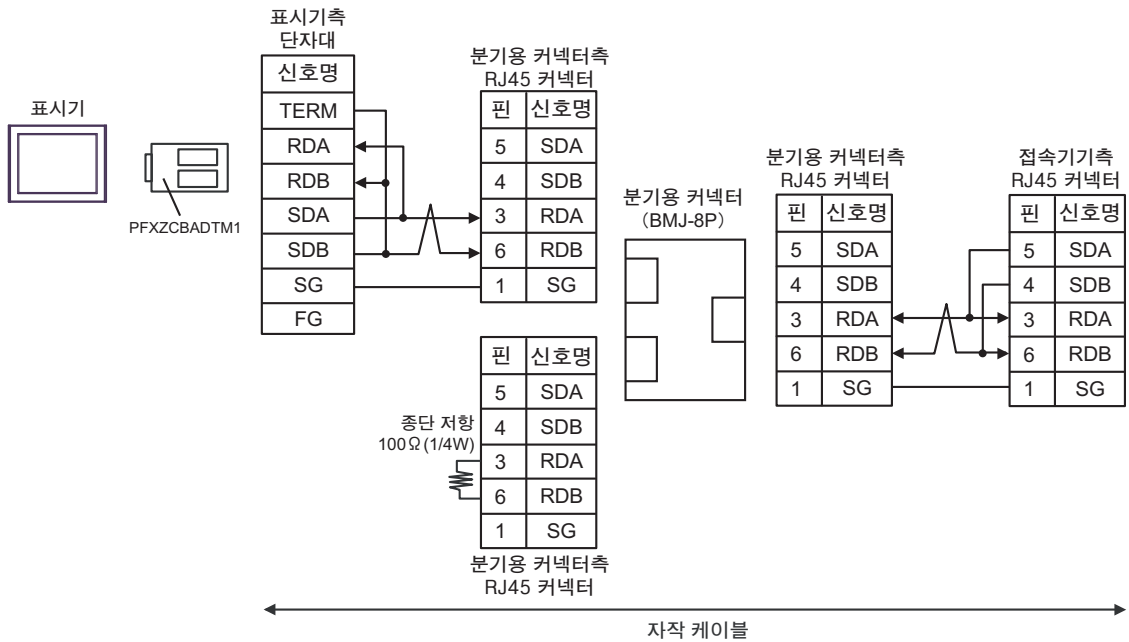 표시기
PFXZCBADTM1
표시기측
단자대
신호명
TERM
RDA
RDB
SDA
SDB
SG
FG
분기용 커넥터측
RJ45 커넥터
핀 신호명
5 SDA
4 SDB
3 RDA
6 RDB
1 SG
종단 저항
100Ω(1/4W)
핀 신호명
5 SDA
4 SDB
3 RDA
6 RDB
1 SG
분기용 커넥터측
RJ45 커넥터
분기용 커넥터
(BMJ-8P)
분기용 커넥터측
RJ45 커넥터
핀 신호명
5 SDA
4 SDB
3 RDA
6 RDB
1 SG
접속기기측
RJ45 커넥터
핀 신호명
5 SDA
4 SDB
3 RDA
6 RDB
1 SG
자작 케이블